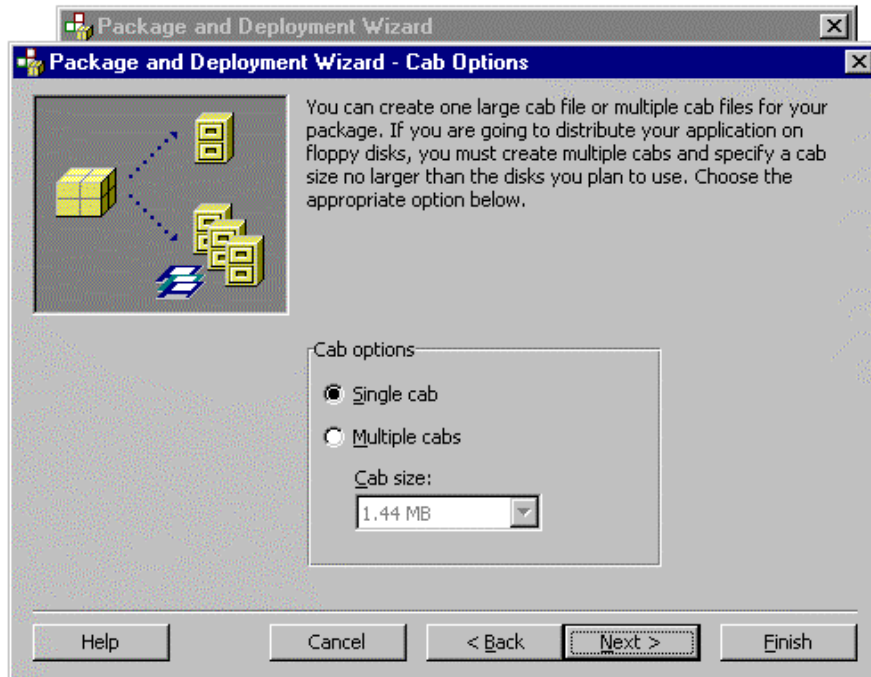 Package and Deployment Wizard
Package and Deployment Wizard - Cab Options
You can create one large cab file or multiple cab files for your
package. If you are going to distribute your application on
floppy disks, you must create multiple cabs and specify a cab
size no larger than the disks you plan to use. Choose the
appropriate option below.
Cab options
Single cab
Multiple cabs
Cab size:
1.44 MB
Help Cancel < Back Next > Finish